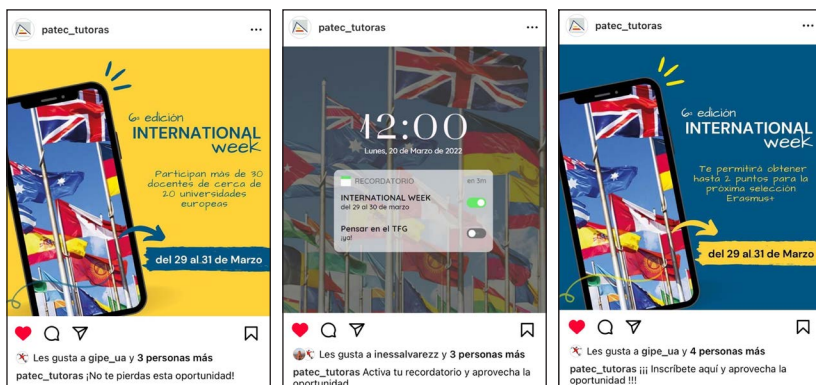 patec_tutoras
6ª edición
INTERNATIONAL
week
Participan más de 30
docentes de cerca de
20 universidades
europeas
del 29 al 31 de Marzo
Les gusta a gipe_ua y 3 personas más
patec_tutoras ¡No te pierdas esta oportunidad!
patec_tutoras
12:00
Lunes, 20 de Marzo de 2022
RECORDATORIO
en 5m
INTERNATIONAL WEEK
del 29 al 30 de marzo
Pensar en el TFG
¡ya!
Les gusta a inessalvarezz y 3 personas más
patec_tutoras Activa tu recordatorio y aprovecha la
oportunidad
patec_tutoras
6ª edición
INTERNATIONAL
week
Te permitirá obtener
hasta 2 puntos para la
próxima selección
Erasmus+
del 29 al 31 de Marzo
Les gusta a gipe_ua y 4 personas más
patec_tutoras ¡¡¡ Inscríbete aquí y aprovecha la
oportunidad !!!